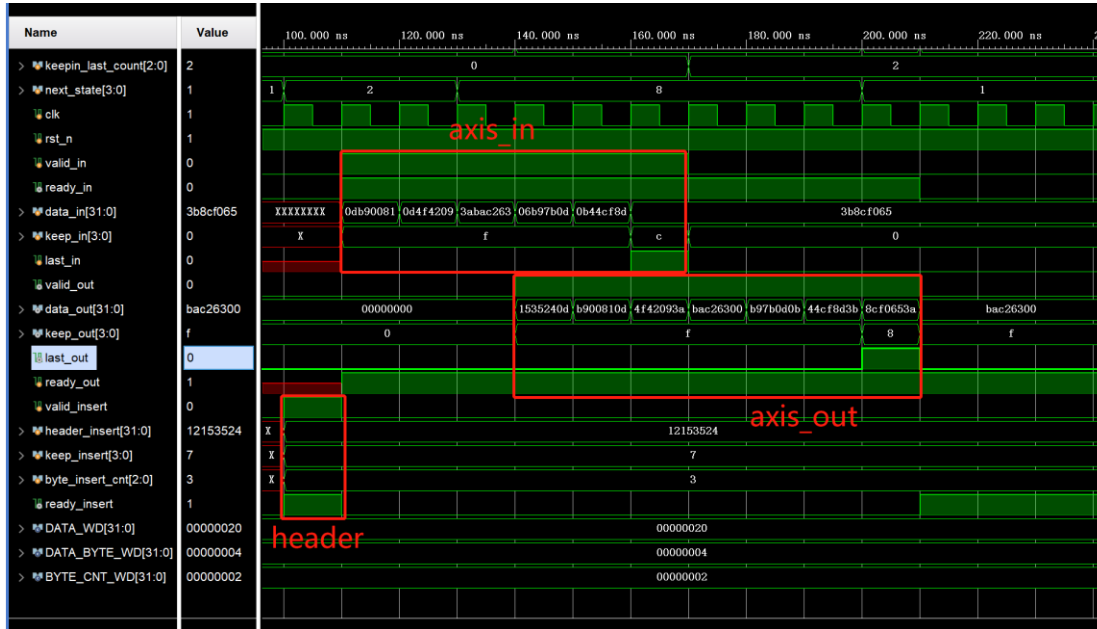 Name Value 100.000 ns 120.000 ns 140.000 ns 160.000 ns 180.000 ns 200.000 ns 220.000 ns
keepin_last_count[2:0] 2 0 2
next_state[3:0] 1 1 2 8 1
clk 1
rst_n 1
axis_in
valid_in 0
ready_in 0
data_in[31:0] 3b8cf065 XXXXXXXX 0db90081 0d4f4209 3abac263 06b97b0d 0b44cf8d 3b8cf065
keep_in[3:0] 0 X f c 0
last_in 0
valid_out 0
data_out[31:0] bac26300 00000000 1535240d b900810d 4f42093a bac26300 b97b0d0b 44cf8d3b 8cf0653a bac26300
keep_out[3:0] f 0 f 8 f
last_out 0
ready_out 1
valid_insert 0
axis_out
header_insert[31:0] 12153524 X 12153524
keep_insert[3:0] 7 X 7
byte_insert_cnt[2:0] 3 X 3
ready_insert 1
header
DATA_WD[31:0] 00000020 00000020
DATA_BYTE_WD[31:0] 00000004 00000004
BYTE_CNT_WD[31:0] 00000002 00000002